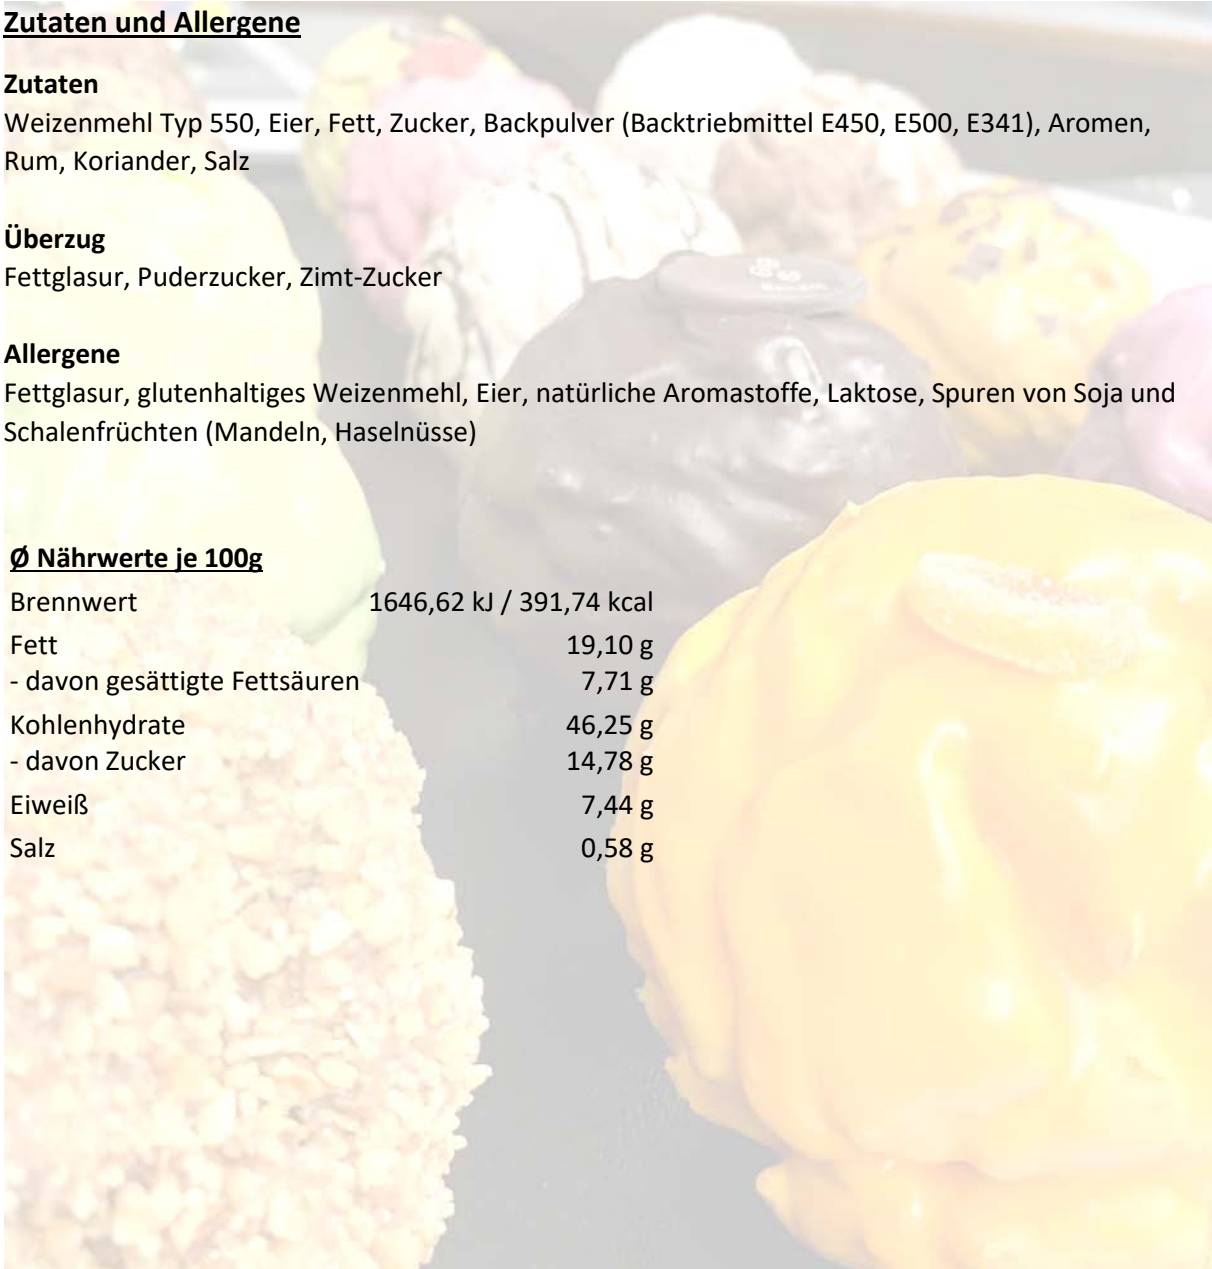 Zutaten und Allergene
Zutaten
Weizenmehl Typ 550, Eier, Fett, Zucker, Backpulver (Backtriebmittel E450, E500, E341), Aromen,
Rum, Koriander, Salz
Überzug
Fettglasur, Puderzucker, Zimt-Zucker
Allergene
Fettglasur, glutenhaltiges Weizenmehl, Eier, natürliche Aromastoffe, Laktose, Spuren von Soja und
Schalenfrüchten (Mandeln, Haselnüsse)
Ø Nährwerte je 100g
Brennwert 1646,62 kJ / 391,74 kcal
Fett 19,10 g
- davon gesättigte Fettsäuren 7,71 g
Kohlenhydrate 46,25 g
- davon Zucker 14,78 g
Eiweiß 7,44 g
Salz 0,58 g